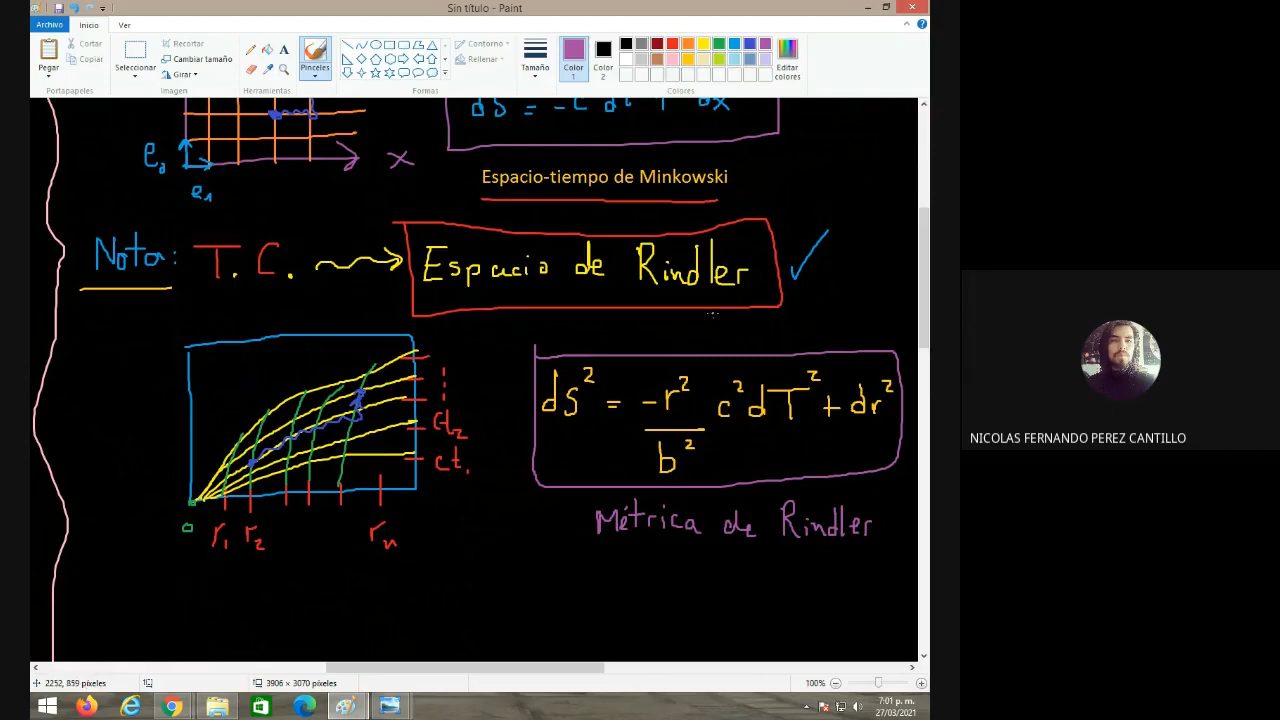 Sin título - Paint
Archivo Inicio Ver
Pegar
Cortar
Copiar
Portapapeles
Seleccionar
Recortar
Cambiar tamaño
Girar
Imagen
A
Herramientas
Pinceles
Contorno
Rellenar
Formas
Tamaño
Color 1
Color 2
Editar colores
Colores
e₀
e₁
x
Espacio-tiempo de Minkowski
Nota: T.C. Espacio de Rindler
dS² = -r²/b² c²dT² + dr²
ct₂
ct₁
0 r₁ r₂ rₙ
Métrica de Rindler
NICOLAS FERNANDO PEREZ CANTILLO
2252, 859 píxeles
3906 × 3070 píxeles
100%
7:01 p. m.
27/03/2021